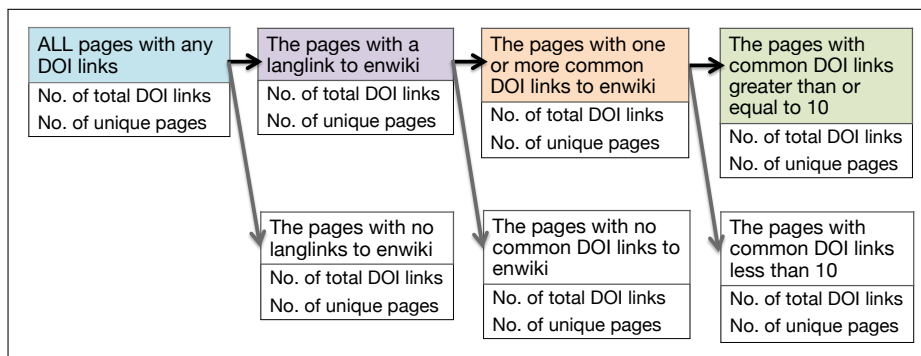 ALL pages with any
DOI links
No. of total DOI links
No. of unique pages
The pages with a
langlink to enwiki
No. of total DOI links
No. of unique pages
The pages with one
or more common
DOI links to enwiki
No. of total DOI links
No. of unique pages
The pages with
common DOI links
greater than or
equal to 10
No. of total DOI links
No. of unique pages
The pages with no
langlinks to enwiki
No. of total DOI links
No. of unique pages
The pages with no
common DOI links to
enwiki
No. of total DOI links
No. of unique pages
The pages with
common DOI links
less than 10
No. of total DOI links
No. of unique pages